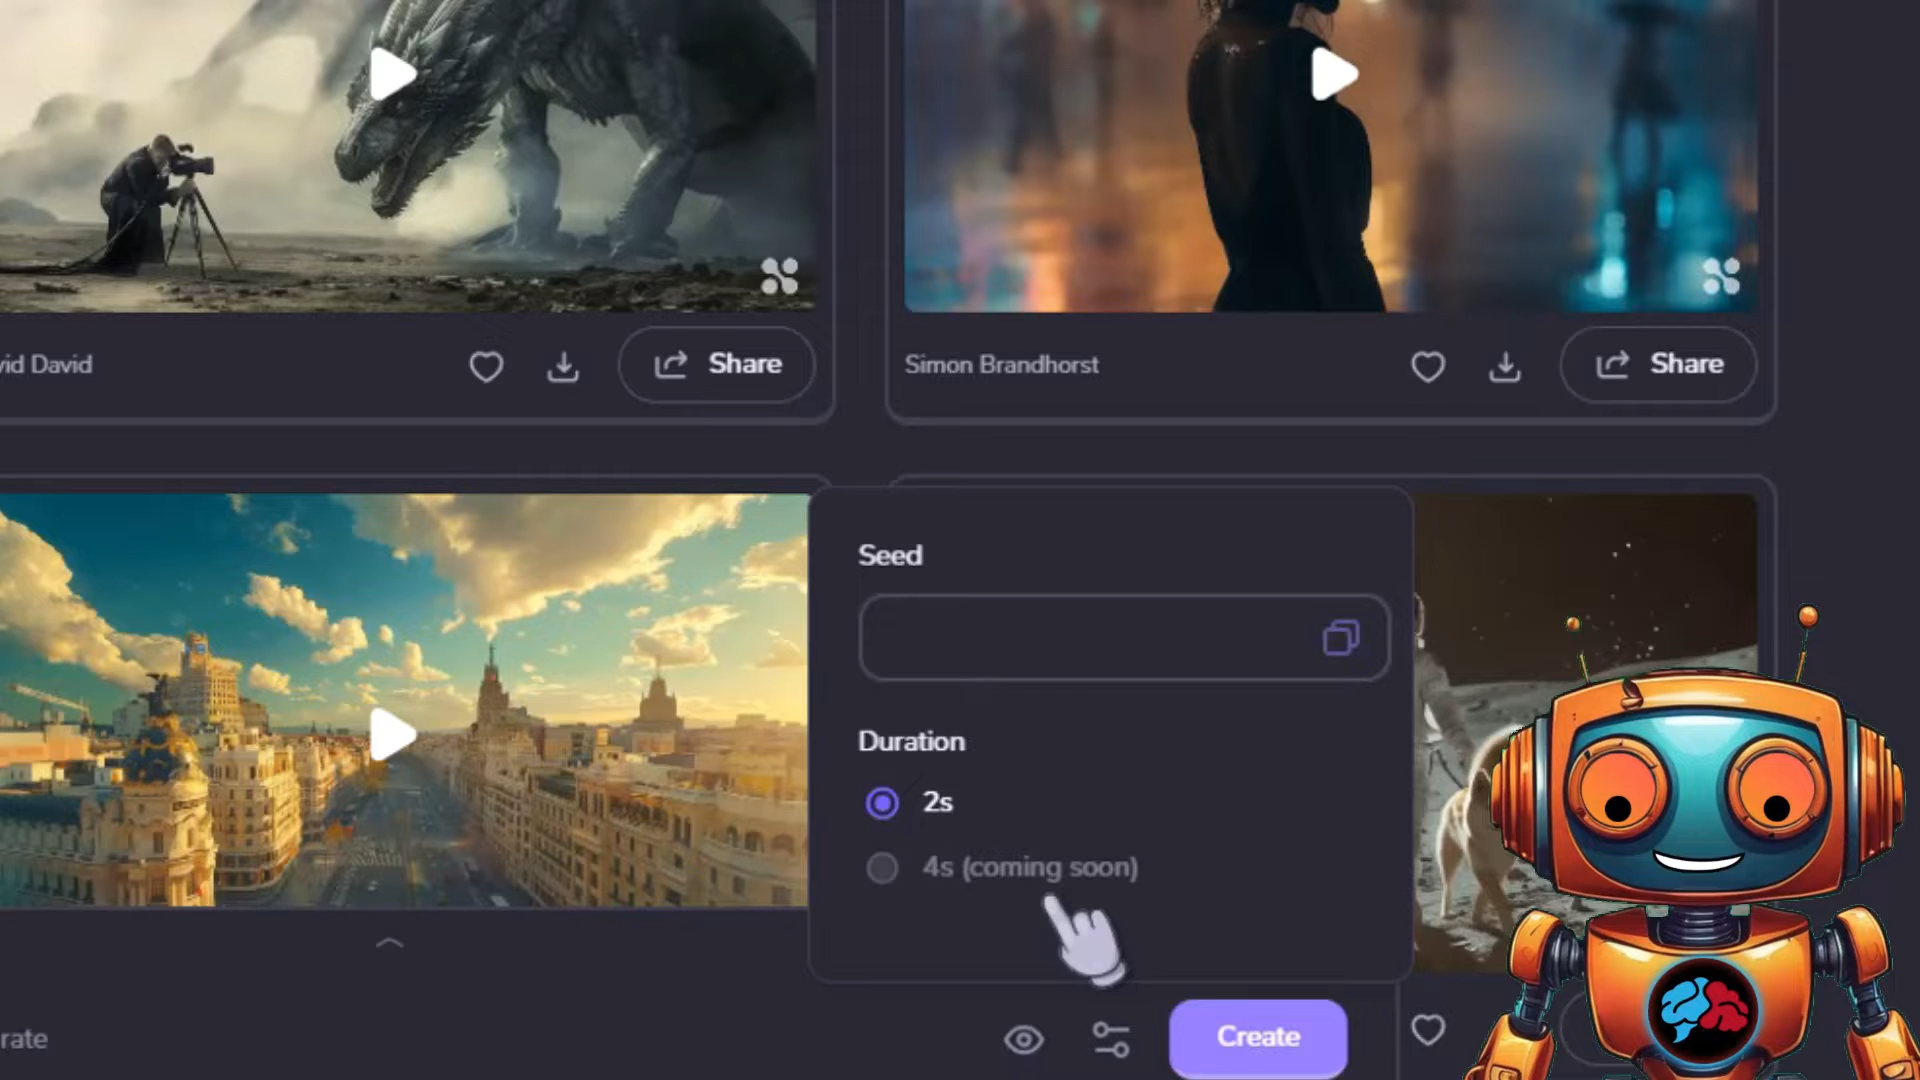 vid David
Share
Simon Brandhorst
Share
Seed
Duration
2s
4s (coming soon)
rate
Create